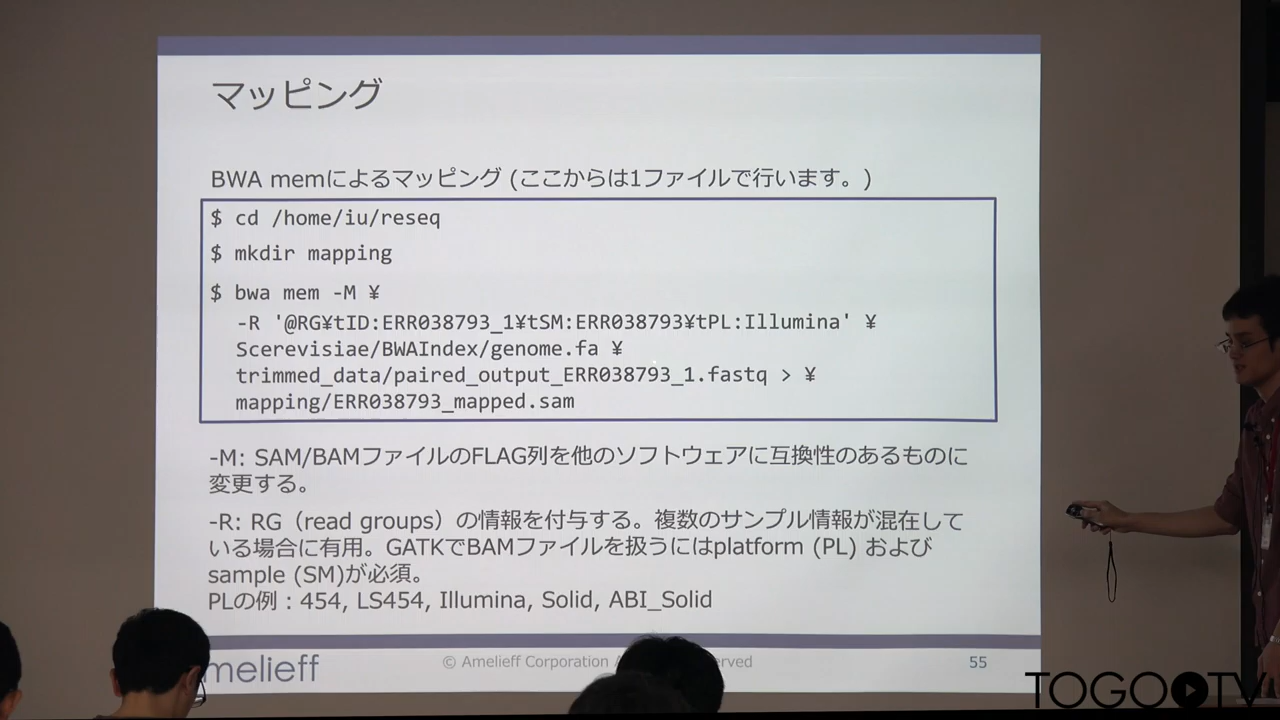 マッピング
BWA memによるマッピング (ここからは1ファイルで行います。)
$ cd /home/iu/reseq
$ mkdir mapping
$ bwa mem -M ¥
-R '@RG¥tID:ERR038793_1¥tSM:ERR038793¥tPL:Illumina' ¥
Scerevisiae/BWAIndex/genome.fa ¥
trimmed_data/paired_output_ERR038793_1.fastq > ¥
mapping/ERR038793_mapped.sam
-M: SAM/BAMファイルのFLAG列を他のソフトウェアに互換性のあるものに
変更する。
-R: RG（read groups）の情報を付与する。複数のサンプル情報が混在して
いる場合に有用。GATKでBAMファイルを扱うにはplatform (PL) および
sample (SM)が必須。
PLの例：454, LS454, Illumina, Solid, ABI_Solid
melieff
© Amelieff Corporation
55
TOGOTV